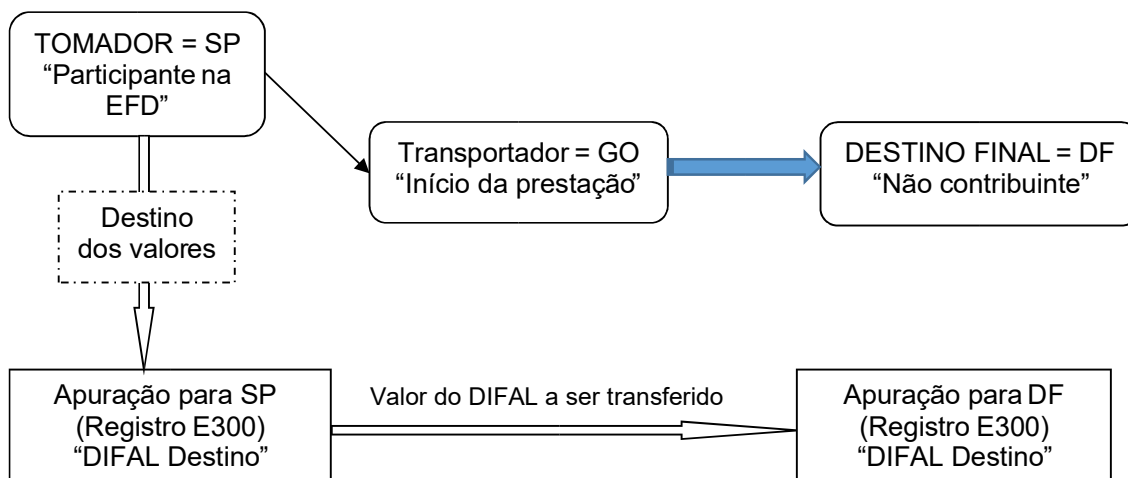 TOMADOR = SP
“Participante na
EFD”
Transportador = GO
“Início da prestação”
DESTINO FINAL = DF
“Não contribuinte”
Destino
dos valores
Apuração para SP
(Registro E300)
“DIFAL Destino”
Valor do DIFAL a ser transferido
Apuração para DF
(Registro E300)
“DIFAL Destino”